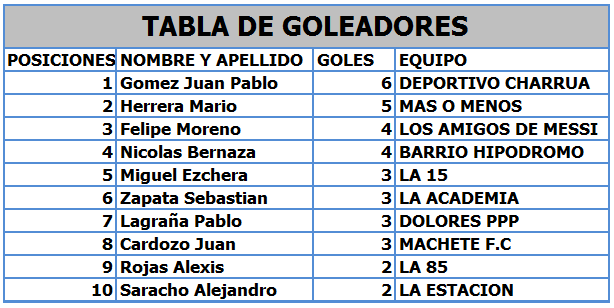 TABLA DE GOLEADORES
POSICIONES NOMBRE Y APELLIDO GOLES EQUIPO
1 Gomez Juan Pablo 6 DEPORTIVO CHARRUA
2 Herrera Mario 5 MAS O MENOS
3 Felipe Moreno 4 LOS AMIGOS DE MESSI
4 Nicolas Bernaza 4 BARRIO HIPODROMO
5 Miguel Ezchera 3 LA 15
6 Zapata Sebastian 3 LA ACADEMIA
7 Lagraña Pablo 3 DOLORES PPP
8 Cardozo Juan 3 MACHETE F.C
9 Rojas Alexis 2 LA 85
10 Saracho Alejandro 2 LA ESTACION